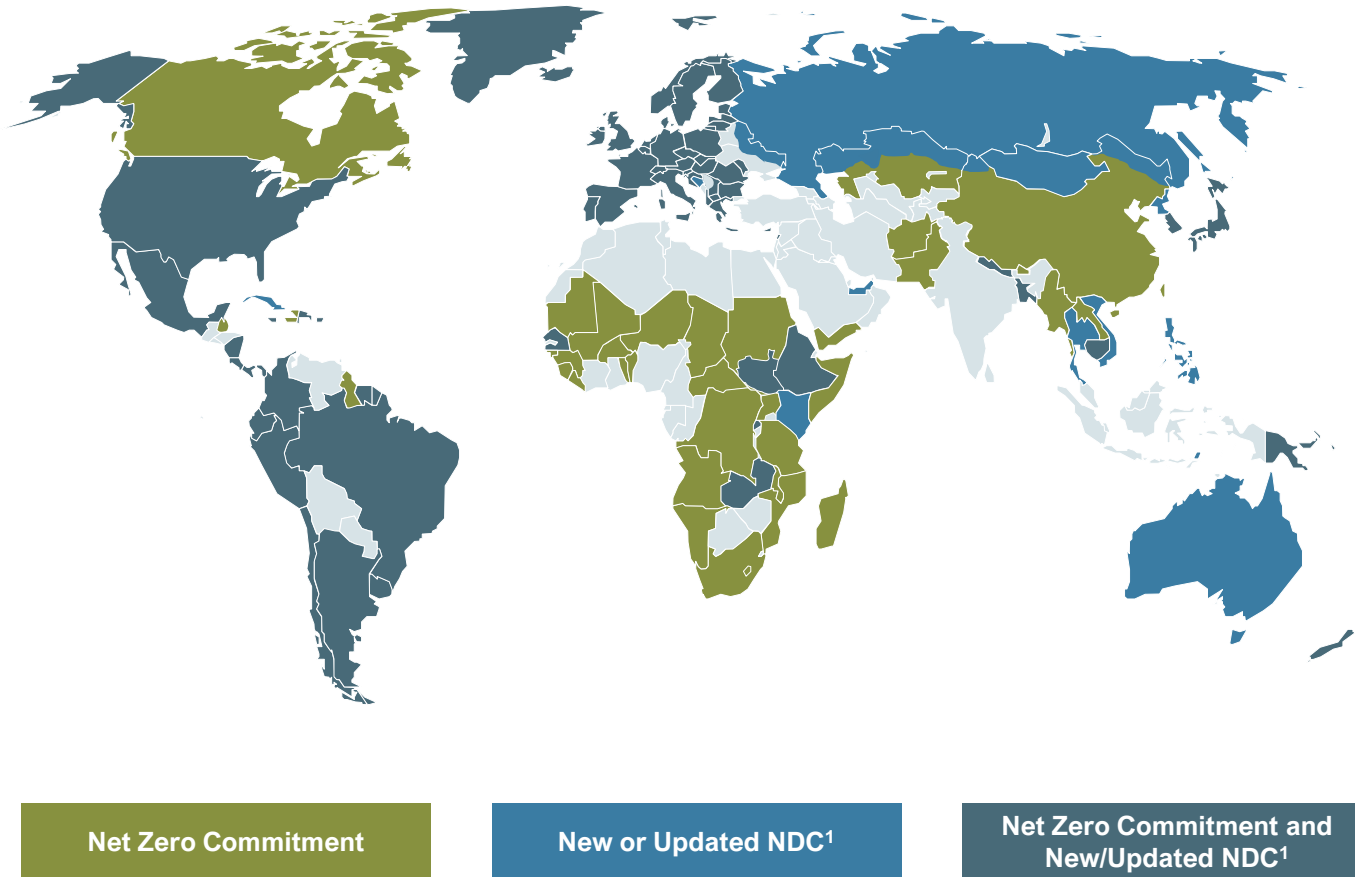 Net Zero Commitment
New or Updated NDC¹
Net Zero Commitment and
New/Updated NDC¹